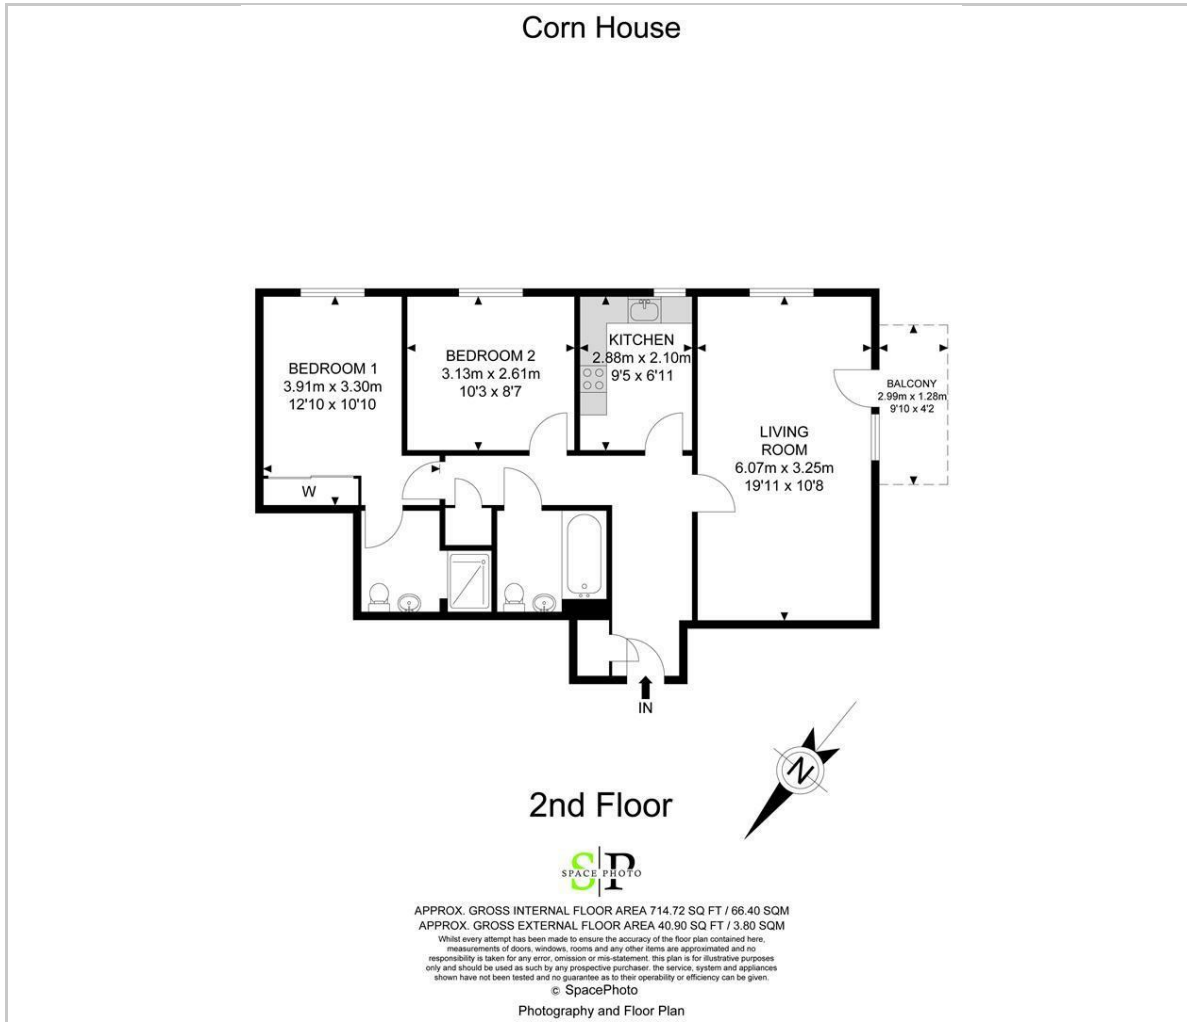 Corn House
BEDROOM 1
3.91m x 3.30m
12'10 x 10'10
W
BEDROOM 2
3.13m x 2.61m
10'3 x 8'7
KITCHEN
2.88m x 2.10m
9'5 x 6'11
LIVING
ROOM
6.07m x 3.25m
19'11 x 10'8
BALCONY
2.99m x 1.28m
9'10 x 4'2
IN
N
2nd Floor
S|P
SPACE PHOTO
APPROX. GROSS INTERNAL FLOOR AREA 714.72 SQ FT / 66.40 SQM
APPROX. GROSS EXTERNAL FLOOR AREA 40.90 SQ FT / 3.80 SQM
Whilst every attempt has been made to ensure the accuracy of the floor plan contained here,
measurements of doors, windows, rooms and any other items are approximated and no
responsibility is taken for any error, omission or mis-statement. this plan is for illustrative purposes
only and should be used as such by any prospective purchaser. the service, system and appliances
shown have not been tested and no guarantee as to their operability or efficiency can be given.
© SpacePhoto
Photography and Floor Plan